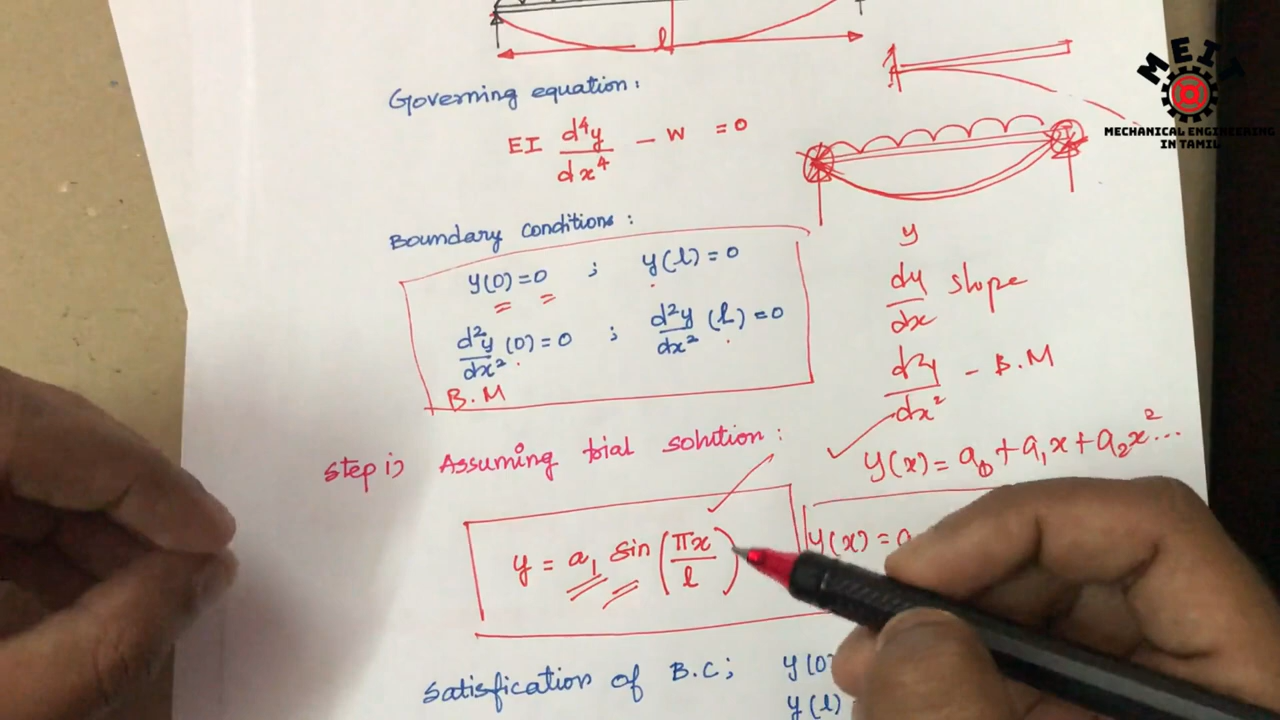 l
Governing equation:
EI d⁴y/dx⁴ - w = 0
Boundary conditions:
y(0)=0 ; y(l)=0
d²y/dx² (0)=0 ; d²y/dx² (l)=0
B.M
y
dy/dx slope
d²y/dx² - B.M
y(x)= a₀+a₁x+a₂x²...
Step i) Assuming trial solution:
y = a₁ sin (πx/l)
y(x)= a
Satisfication of B.C; y(0)
y(l)
MEIT
MECHANICAL ENGINEERING
IN TAMIL